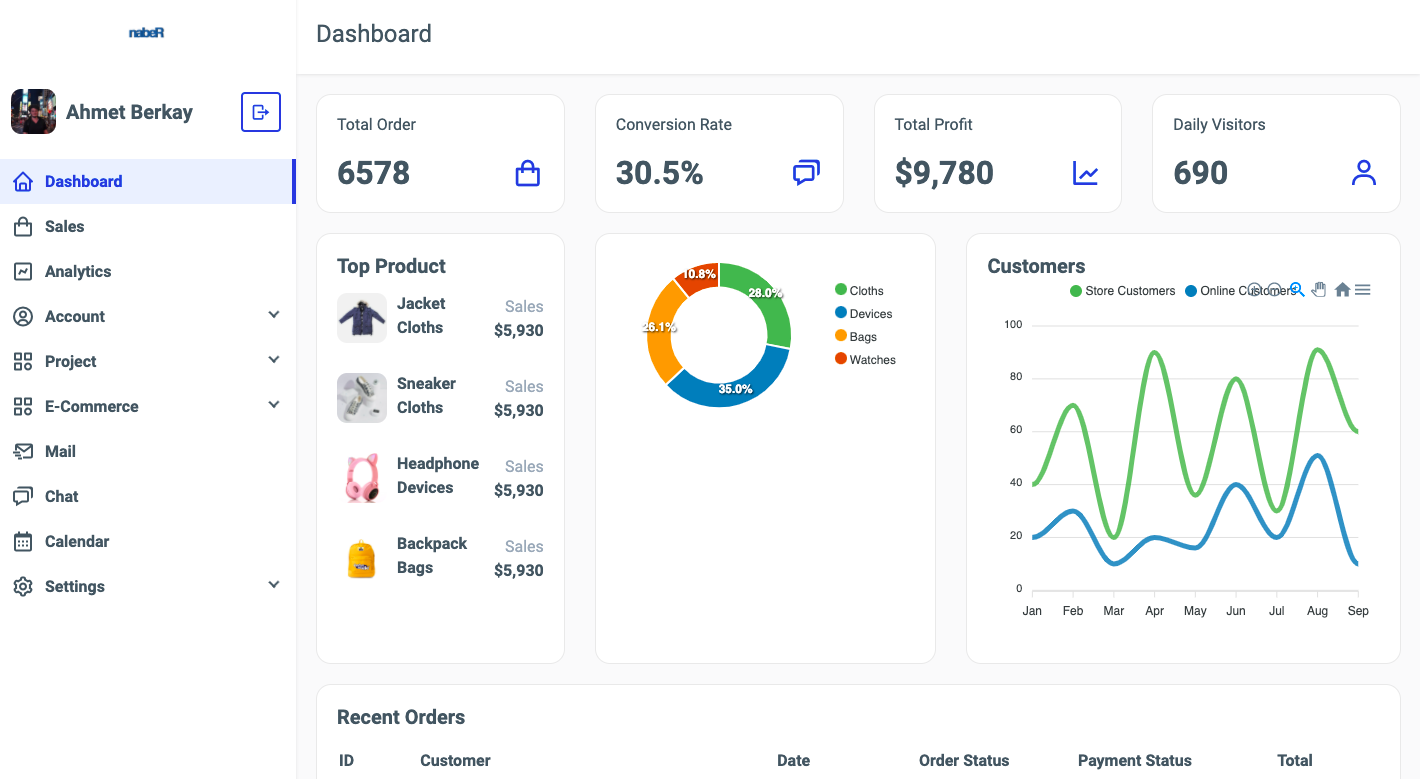 nabeR
Ahmet Berkay
Dashboard
Sales
Analytics
Account
Project
E-Commerce
Mail
Chat
Calendar
Settings
Dashboard
Total Order
6578
Conversion Rate
30.5%
Total Profit
$9,780
Daily Visitors
690
Top Product
Jacket Sales
Cloths $5,930
Sneaker Sales
Cloths $5,930
Headphone Sales
Devices $5,930
Backpack Sales
Bags $5,930
10.8%
28.0%
26.1%
35.0%
Cloths
Devices
Bags
Watches
Customers
Store Customers Online Customers
100
80
60
40
20
0
Jan Feb Mar Apr May Jun Jul Aug Sep
Recent Orders
ID Customer Date Order Status Payment Status Total